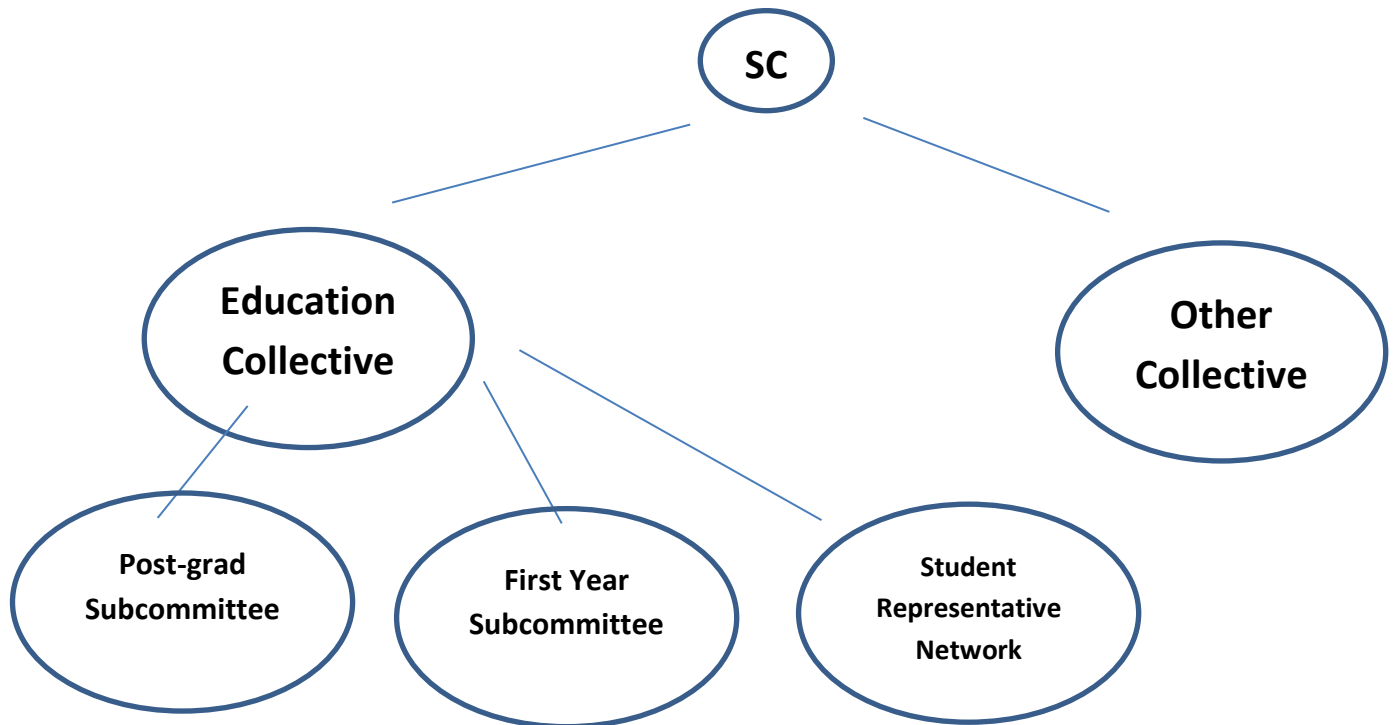 SC
Education
Collective
Other
Collective
Post-grad
Subcommittee
First Year
Subcommittee
Student
Representative
Network